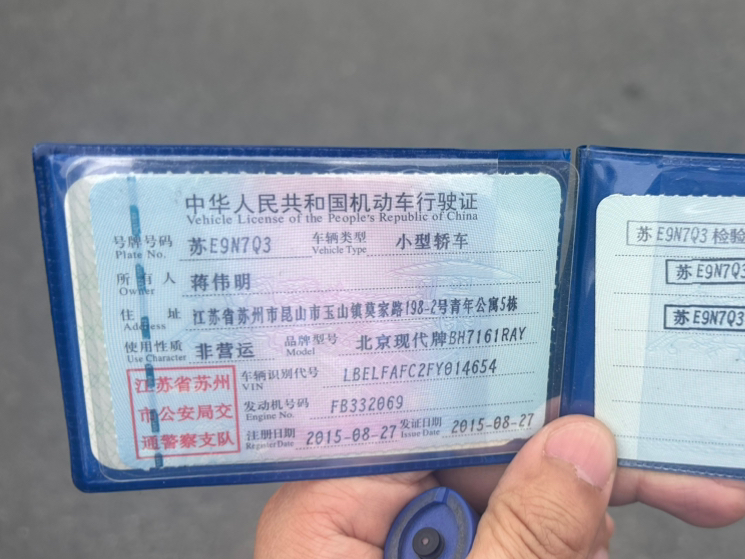 中华人民共和国机动车行驶证
Vehicle License of the People's Republic of China
号牌号码 苏E9N7Q3 车辆类型 小型轿车
Plate No. Vehicle Type
所有人 蒋伟明
Owner
住址 江苏省苏州市昆山市玉山镇莫家路198-2号青年公寓5栋
Address
使用性质 非营运 品牌型号 北京现代牌BH7161RAY
Use Character Model
江苏省苏州
市公安局交
通警察支队
车辆识别代号 LBELFAFC2FY014654
VIN
发动机号码 FB332069
Engine No.
注册日期 2015-08-27 发证日期 2015-08-27
Register Date Issue Date
苏E9N7Q3 检验
苏E9N7Q3
苏E9N7Q3